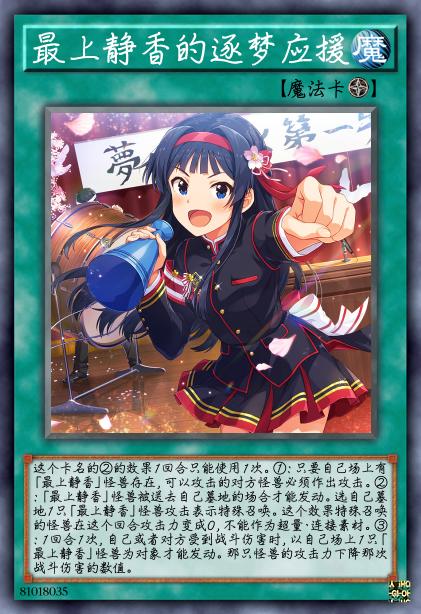 最上静香的逐梦应援
魔
【魔法卡】
夢
第一
这个卡名的②的效果1回合只能使用1次。①:只要自己场上有
「最上静香」怪兽存在,可以攻击的对方怪兽必须作出攻击。②
:「最上静香」怪兽被送去自己墓地的场合才能发动。选自己墓
地1只「最上静香」怪兽攻击表示特殊召唤。这个效果特殊召唤
的怪兽在这个回合攻击力变成0,不能作为超量·连接素材。③
:1回合1次,自己或者对方受到战斗伤害时,以自己场上1只「
最上静香」怪兽为对象才能发动。那只怪兽的攻击力下降那次
战斗伤害的数值。
81018035